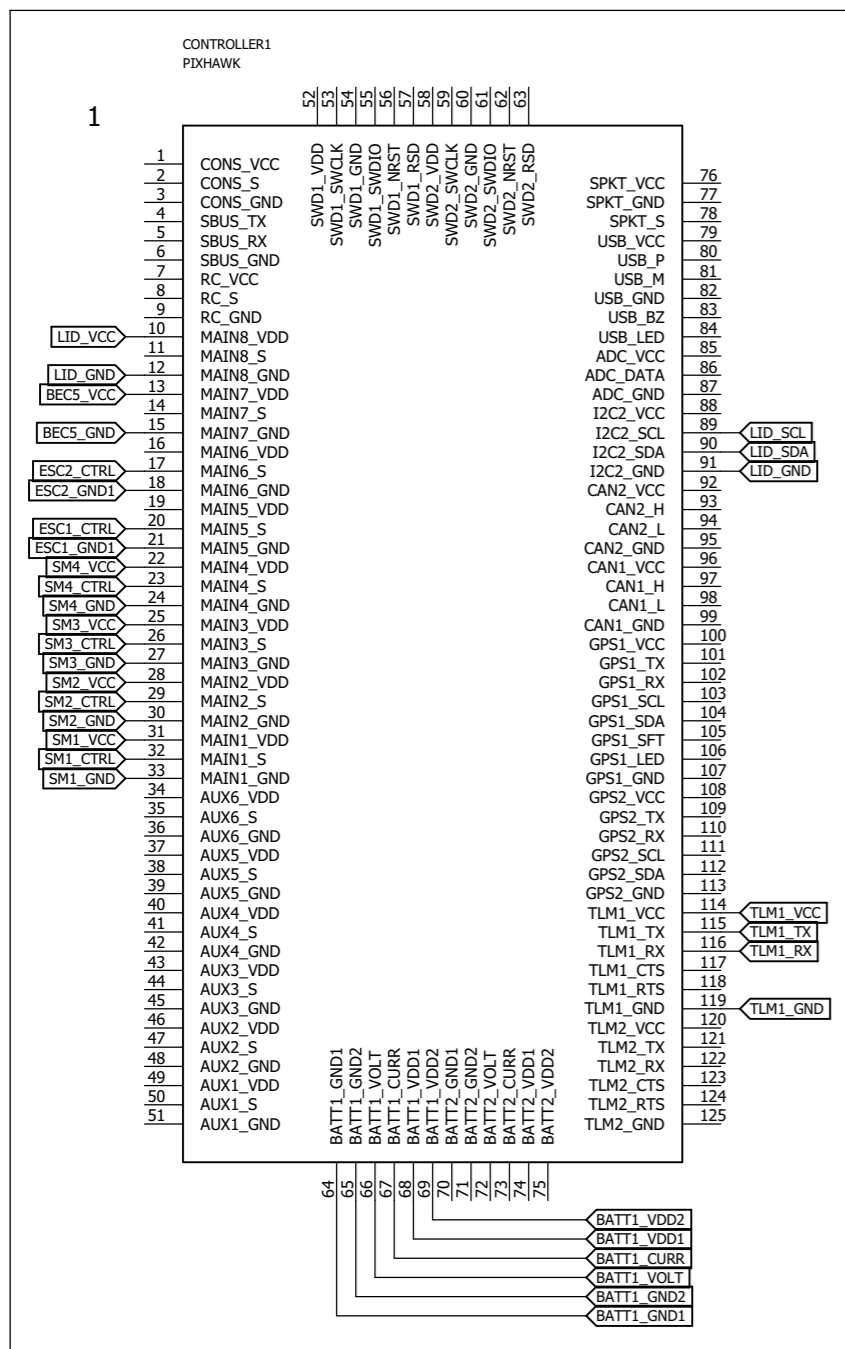 CONTROLLER1
PIXHAWK
1
52 53 54 55 56 57 58 59 60 61 62 63
SWD1_VDD
SWD1_SWCLK
SWD1_GND
SWD1_SWDIO
SWD1_NRST
SWD1_RSD
SWD2_VDD
SWD2_SWCLK
SWD2_GND
SWD2_SWDIO
SWD2_NRST
SWD2_RSD
1 CONS_VCC
2 CONS_S
3 CONS_GND
4 SBUS_TX
5 SBUS_RX
6 SBUS_GND
7 RC_VCC
8 RC_S
9 RC_GND
LID_VCC 10 MAIN8_VDD
11 MAIN8_S
LID_GND 12 MAIN8_GND
BEC5_VCC 13 MAIN7_VDD
14 MAIN7_S
BEC5_GND 15 MAIN7_GND
16 MAIN6_VDD
ESC2_CTRL 17 MAIN6_S
ESC2_GND1 18 MAIN6_GND
19 MAIN5_VDD
ESC1_CTRL 20 MAIN5_S
ESC1_GND1 21 MAIN5_GND
SM4_VCC 22 MAIN4_VDD
SM4_CTRL 23 MAIN4_S
SM4_GND 24 MAIN4_GND
SM3_VCC 25 MAIN3_VDD
SM3_CTRL 26 MAIN3_S
SM3_GND 27 MAIN3_GND
SM2_VCC 28 MAIN2_VDD
SM2_CTRL 29 MAIN2_S
SM2_GND 30 MAIN2_GND
SM1_VCC 31 MAIN1_VDD
SM1_CTRL 32 MAIN1_S
SM1_GND 33 MAIN1_GND
34 AUX6_VDD
35 AUX6_S
36 AUX6_GND
37 AUX5_VDD
38 AUX5_S
39 AUX5_GND
40 AUX4_VDD
41 AUX4_S
42 AUX4_GND
43 AUX3_VDD
44 AUX3_S
45 AUX3_GND
46 AUX2_VDD
47 AUX2_S
48 AUX2_GND
49 AUX1_VDD
50 AUX1_S
51 AUX1_GND
SPKT_VCC 76
SPKT_GND 77
SPKT_S 78
USB_VCC 79
USB_P 80
USB_M 81
USB_GND 82
USB_BZ 83
USB_LED 84
ADC_VCC 85
ADC_DATA 86
ADC_GND 87
I2C2_VCC 88
I2C2_SCL 89 LID_SCL
I2C2_SDA 90 LID_SDA
I2C2_GND 91 LID_GND
CAN2_VCC 92
CAN2_H 93
CAN2_L 94
CAN2_GND 95
CAN1_VCC 96
CAN1_H 97
CAN1_L 98
CAN1_GND 99
GPS1_VCC 100
GPS1_TX 101
GPS1_RX 102
GPS1_SCL 103
GPS1_SDA 104
GPS1_SFT 105
GPS1_LED 106
GPS1_GND 107
GPS2_VCC 108
GPS2_TX 109
GPS2_RX 110
GPS2_SCL 111
GPS2_SDA 112
GPS2_GND 113
TLM1_VCC 114 TLM1_VCC
TLM1_TX 115 TLM1_TX
TLM1_RX 116 TLM1_RX
TLM1_CTS 117
TLM1_RTS 118
TLM1_GND 119 TLM1_GND
TLM2_VCC 120
TLM2_TX 121
TLM2_RX 122
TLM2_CTS 123
TLM2_RTS 124
TLM2_GND 125
BATT1_GND1
BATT1_GND2
BATT1_VOLT
BATT1_CURR
BATT1_VDD1
BATT1_VDD2
BATT2_GND1
BATT2_GND2
BATT2_VOLT
BATT2_CURR
BATT2_VDD1
BATT2_VDD2
64 65 66 67 68 69 70 71 72 73 74 75
BATT1_VDD2
BATT1_VDD1
BATT1_CURR
BATT1_VOLT
BATT1_GND2
BATT1_GND1